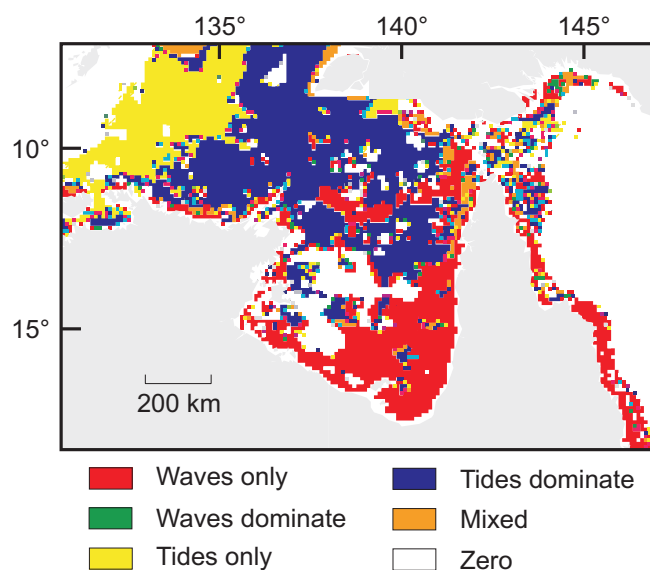 135° 140° 145°
10°
15°
200 km
Waves only Tides dominate
Waves dominate Mixed
Tides only Zero